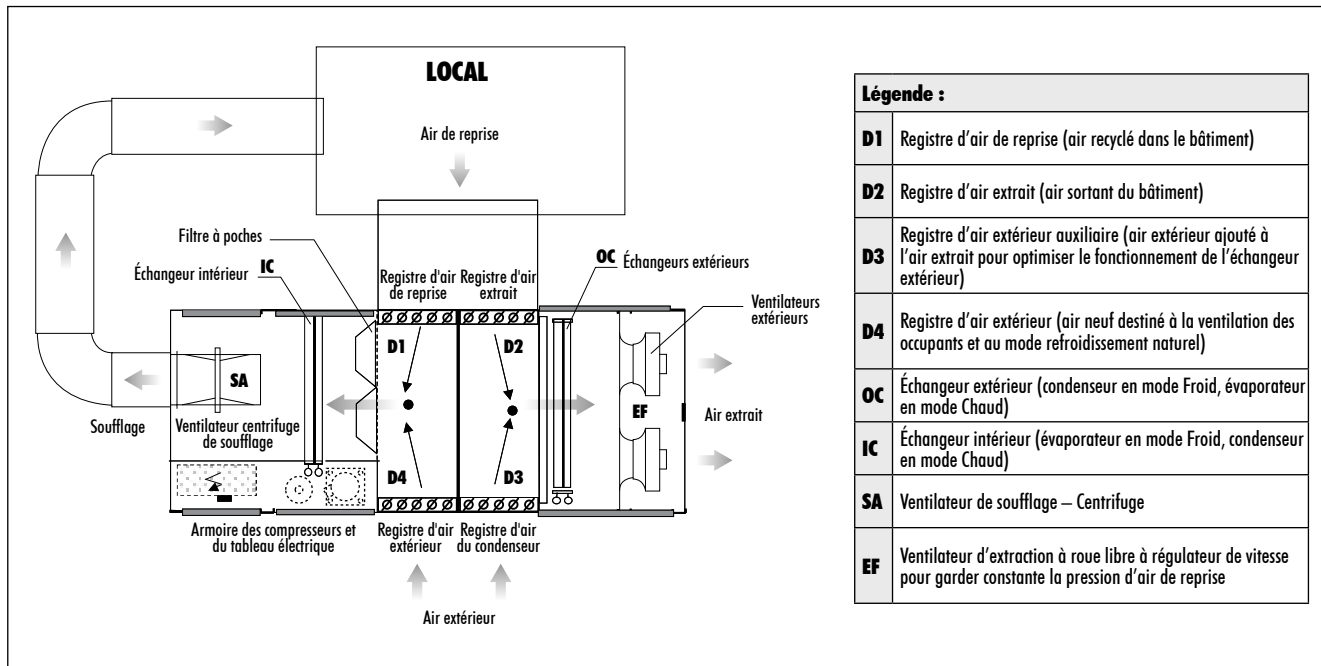 LOCAL
Air de reprise
Filtre à poches
Échangeur intérieur IC
Registre d'air
de reprise
Registre d'air
extrait
OC Échangeurs extérieurs
Ventilateurs
extérieurs
D1
D2
SA
EF
Soufflage
Ventilateur centrifuge
de soufflage
Air extrait
D4
D3
Armoire des compresseurs et
du tableau électrique
Registre d'air
extérieur
Registre d'air
du condenseur
Air extérieur
Légende :
D1 Registre d’air de reprise (air recyclé dans le bâtiment)
D2 Registre d’air extrait (air sortant du bâtiment)
D3 Registre d’air extérieur auxiliaire (air extérieur ajouté à
l’air extrait pour optimiser le fonctionnement de l’échangeur
extérieur)
D4 Registre d’air extérieur (air neuf destiné à la ventilation des
occupants et au mode refroidissement naturel)
OC Échangeur extérieur (condenseur en mode Froid, évaporateur
en mode Chaud)
IC Échangeur intérieur (évaporateur en mode Froid, condenseur
en mode Chaud)
SA Ventilateur de soufflage – Centrifuge
EF Ventilateur d’extraction à roue libre à régulateur de vitesse
pour garder constante la pression d’air de reprise